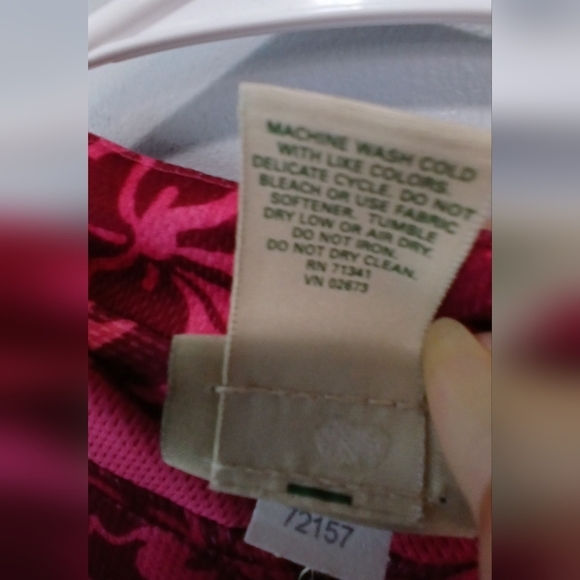 MACHINE WASH COLD
WITH LIKE COLORS.
DELICATE CYCLE. DO NOT
BLEACH OR USE FABRIC
SOFTENER. TUMBLE
DRY LOW OR AIR DRY.
DO NOT IRON.
DO NOT DRY CLEAN.
RN 71341
VN 02673
72157